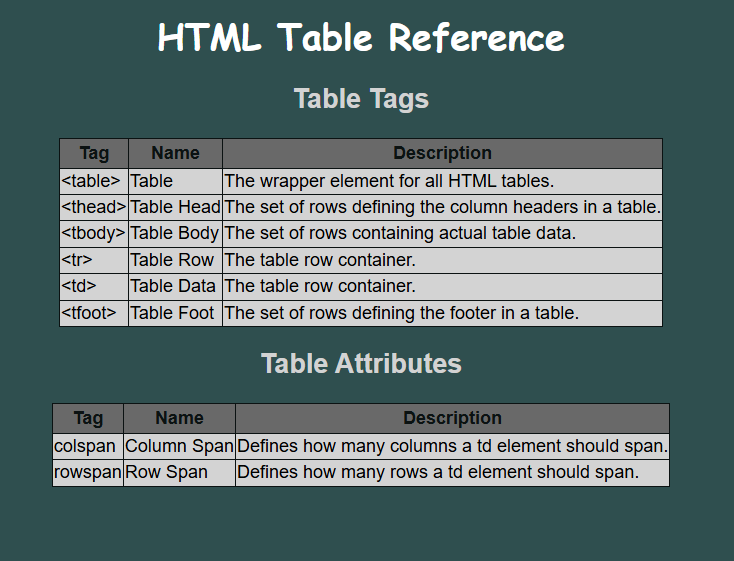 HTML Table Reference
Table Tags
Tag Name Description
<table> Table The wrapper element for all HTML tables.
<thead> Table Head The set of rows defining the column headers in a table.
<tbody> Table Body The set of rows containing actual table data.
<tr> Table Row The table row container.
<td> Table Data The table row container.
<tfoot> Table Foot The set of rows defining the footer in a table.
Table Attributes
Tag Name Description
colspan Column Span Defines how many columns a td element should span.
rowspan Row Span Defines how many rows a td element should span.